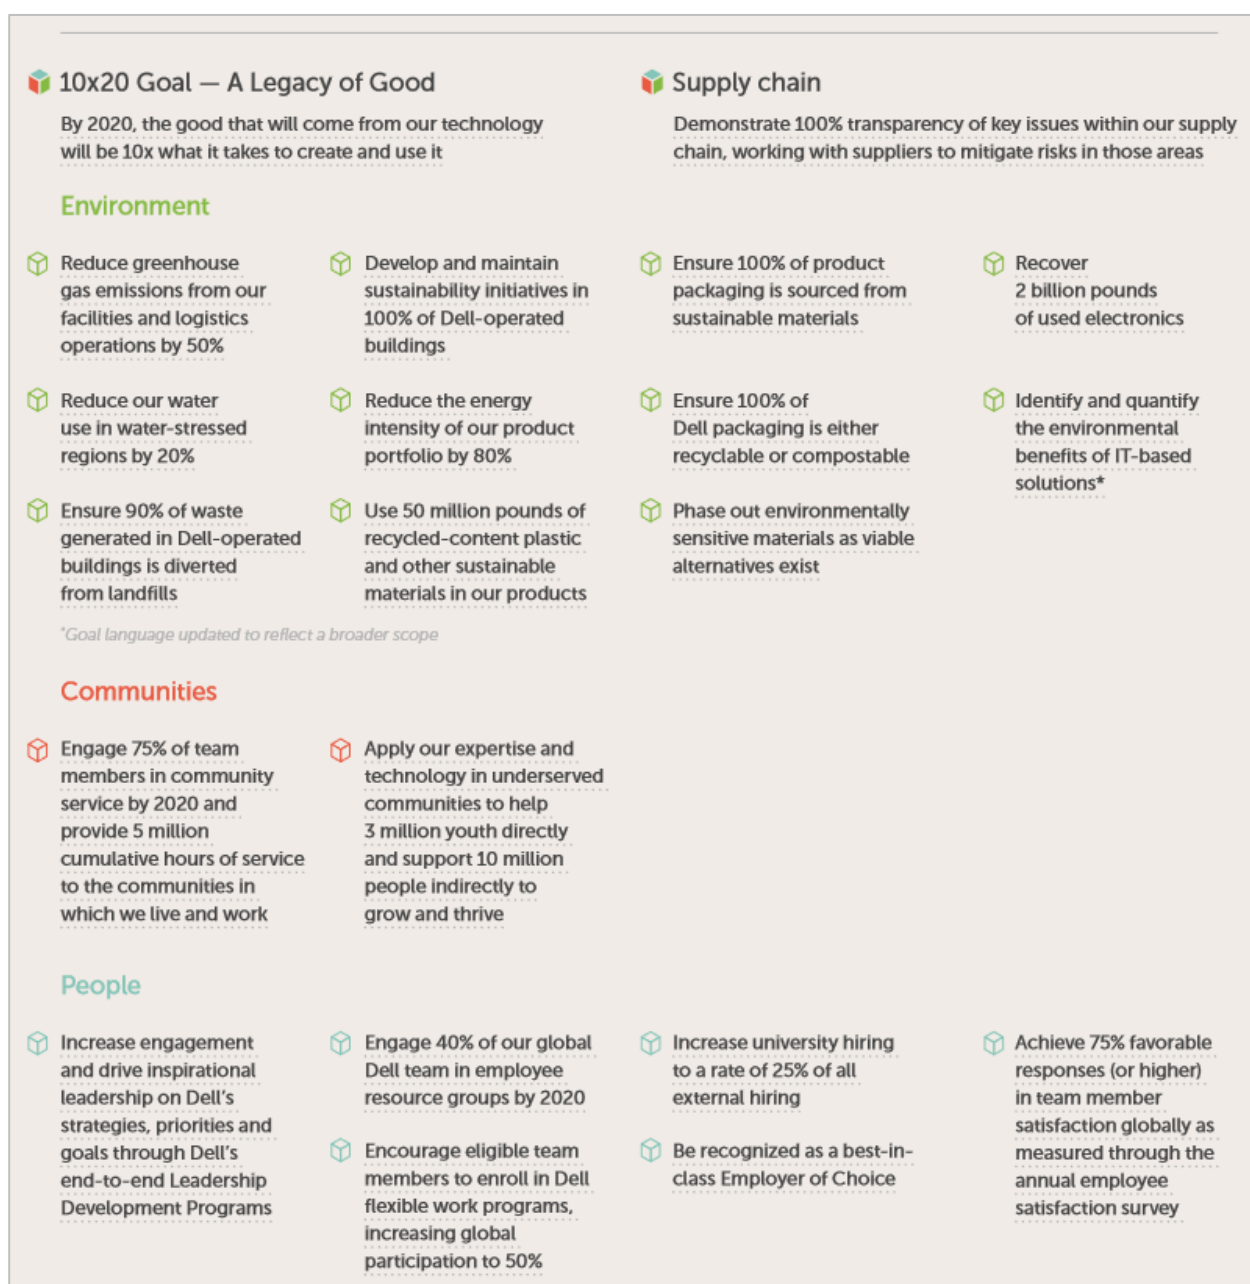 10x20 Goal — A Legacy of Good
By 2020, the good that will come from our technology
will be 10x what it takes to create and use it
Supply chain
Demonstrate 100% transparency of key issues within our supply
chain, working with suppliers to mitigate risks in those areas
Environment
Reduce greenhouse
gas emissions from our
facilities and logistics
operations by 50%
Develop and maintain
sustainability initiatives in
100% of Dell-operated
buildings
Ensure 100% of product
packaging is sourced from
sustainable materials
Recover
2 billion pounds
of used electronics
Reduce our water
use in water-stressed
regions by 20%
Reduce the energy
intensity of our product
portfolio by 80%
Ensure 100% of
Dell packaging is either
recyclable or compostable
Identify and quantify
the environmental
benefits of IT-based
solutions*
Ensure 90% of waste
generated in Dell-operated
buildings is diverted
from landfills
Use 50 million pounds of
recycled-content plastic
and other sustainable
materials in our products
Phase out environmentally
sensitive materials as viable
alternatives exist
*Goal language updated to reflect a broader scope
Communities
Engage 75% of team
members in community
service by 2020 and
provide 5 million
cumulative hours of service
to the communities in
which we live and work
Apply our expertise and
technology in underserved
communities to help
3 million youth directly
and support 10 million
people indirectly to
grow and thrive
People
Increase engagement
and drive inspirational
leadership on Dell's
strategies, priorities and
goals through Dell's
end-to-end Leadership
Development Programs
Engage 40% of our global
Dell team in employee
resource groups by 2020
Encourage eligible team
members to enroll in Dell
flexible work programs,
increasing global
participation to 50%
Increase university hiring
to a rate of 25% of all
external hiring
Be recognized as a best-in-
class Employer of Choice
Achieve 75% favorable
responses (or higher)
in team member
satisfaction globally as
measured through the
annual employee
satisfaction survey